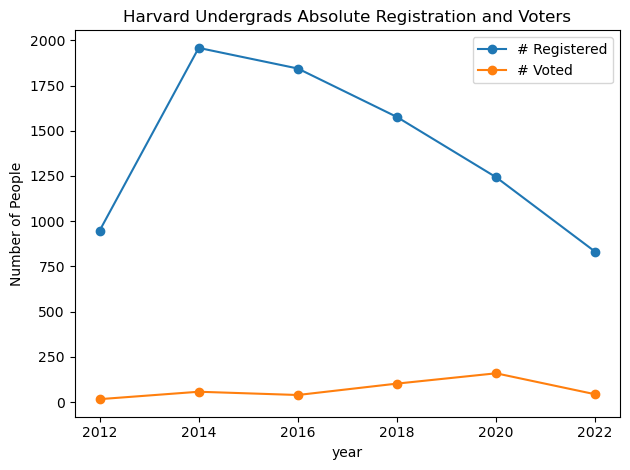 Harvard Undergrads Absolute Registration and Voters
2000
1750
1500
1250
1000
750
500
250
0
Number of People
# Registered
# Voted
2012 2014 2016 2018 2020 2022
year